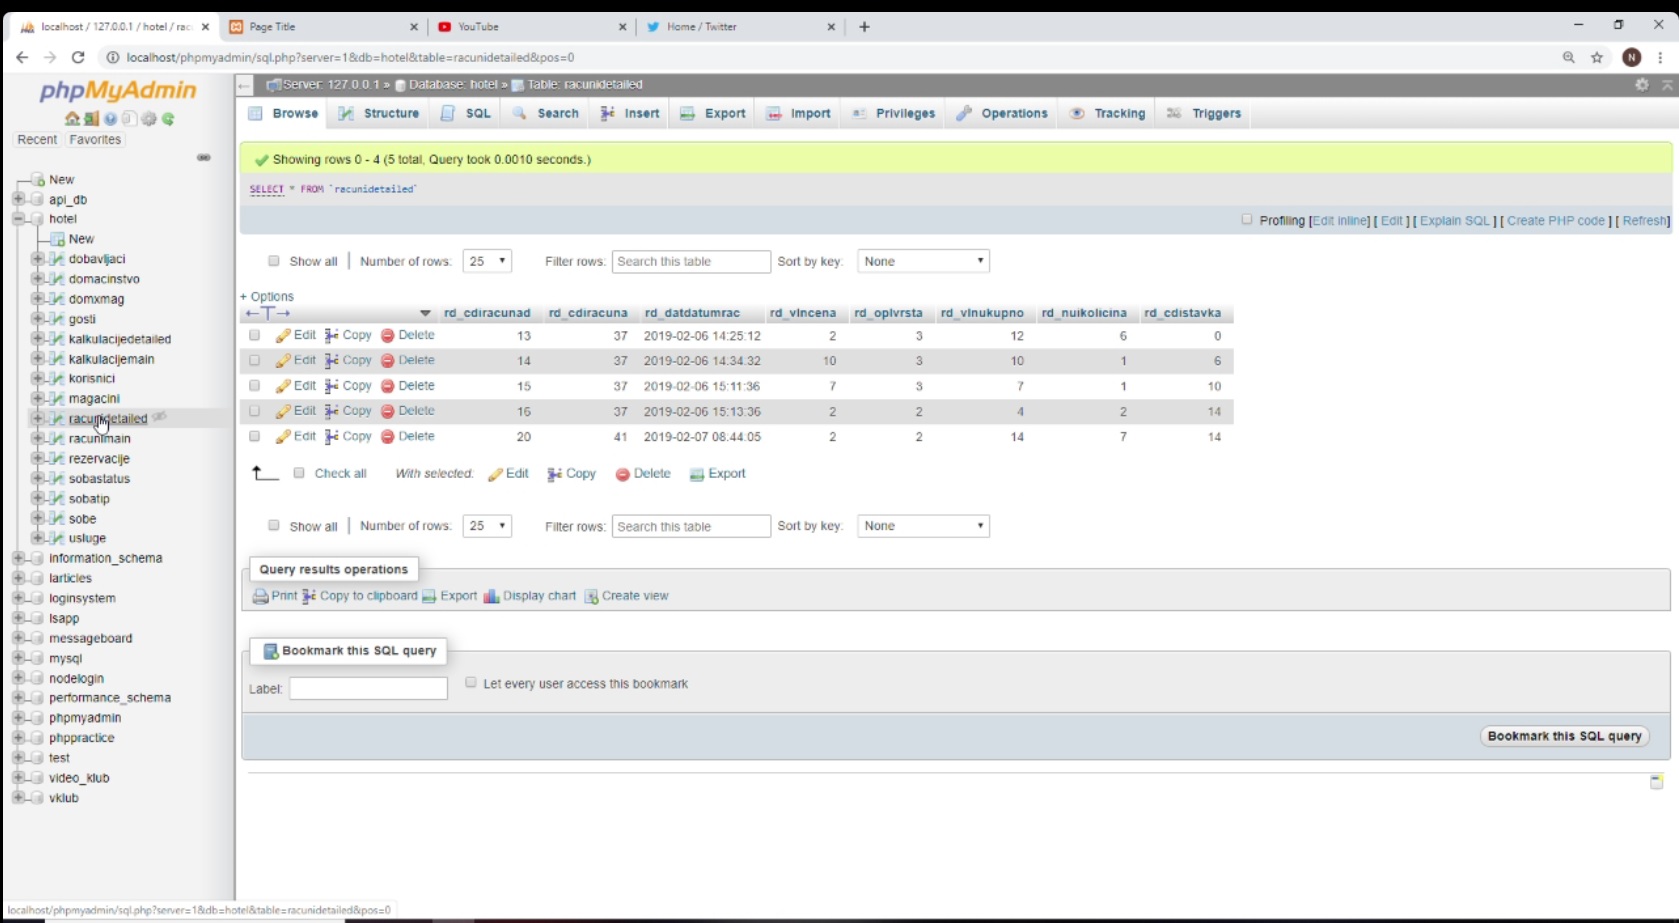 localhost / 127.0.0.1 / hotel / rac
Page Title
YouTube
Home / Twitter
localhost/phpmyadmin/sql.php?server=1&db=hotel&table=racunidetailed&pos=0
N
phpMyAdmin
Recent Favorites
New
api_db
hotel
New
dobavljaci
domacinstvo
domxmag
gosti
kalkulacijedetailed
kalkulacijemain
korisnici
magacini
racunidetailed
racunimain
rezervacije
sobastatus
sobatip
sobe
usluge
information_schema
larticles
loginsystem
lsapp
messageboard
mysql
nodelogin
performance_schema
phpmyadmin
phppractice
test
video_klub
vklub
Server: 127.0.0.1 » Database: hotel » Table: racunidetailed
Browse Structure SQL Search Insert Export Import Privileges Operations Tracking Triggers
Showing rows 0 - 4 (5 total, Query took 0.0010 seconds.)
SELECT * FROM `racunidetailed`
Profiling [Edit inline] [ Edit ] [ Explain SQL ] [ Create PHP code ] [ Refresh]
Show all | Number of rows: 25 Filter rows: Search this table Sort by key: None
+ Options
←T→ rd_cdiracunad rd_cdiracuna rd_datdatumrac rd_vlncena rd_oplvrsta rd_vlnukupno rd_nuikolicina rd_cdistavka
Edit Copy Delete 13 37 2019-02-06 14:25:12 2 3 12 6 0
Edit Copy Delete 14 37 2019-02-06 14:34:32 10 3 10 1 6
Edit Copy Delete 15 37 2019-02-06 15:11:36 7 3 7 1 10
Edit Copy Delete 16 37 2019-02-06 15:13:36 2 2 4 2 14
Edit Copy Delete 20 41 2019-02-07 08:44:05 2 2 14 7 14
Check all With selected: Edit Copy Delete Export
Show all | Number of rows: 25 Filter rows: Search this table Sort by key: None
Query results operations
Print Copy to clipboard Export Display chart Create view
Bookmark this SQL query
Label: Let every user access this bookmark
Bookmark this SQL query
localhost/phpmyadmin/sql.php?server=1&db=hotel&table=racunidetailed&pos=0